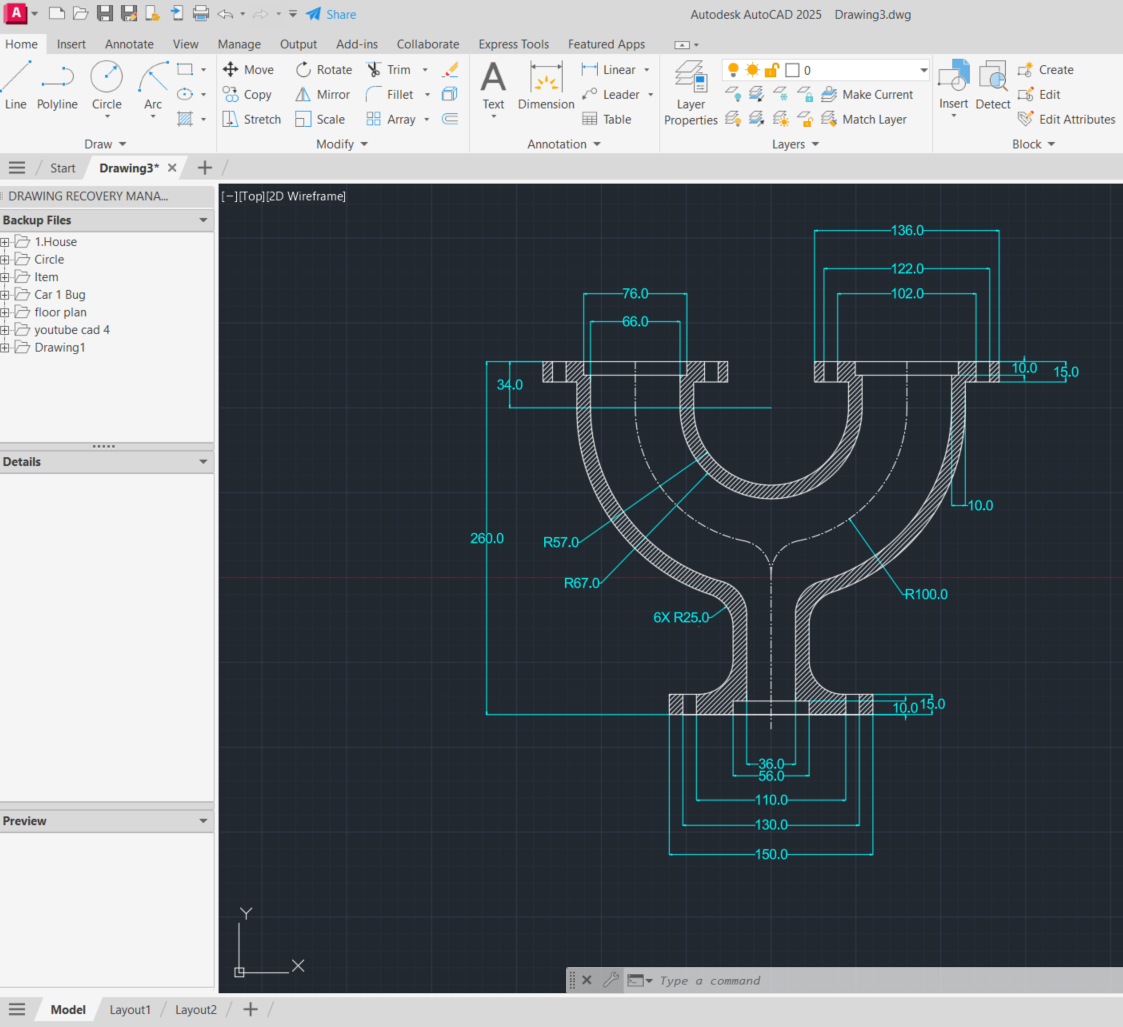 A Share Autodesk AutoCAD 2025 Drawing3.dwg
Home Insert Annotate View Manage Output Add-ins Collaborate Express Tools Featured Apps
Line Polyline Circle Arc
Move Rotate Trim
Copy Mirror Fillet
Stretch Scale Array
Text Dimension
Linear
Leader
Table
Layer Properties
0
Make Current
Match Layer
Insert Detect
Create
Edit
Edit Attributes
Draw Modify Annotation Layers Block
Start Drawing3*
DRAWING RECOVERY MANA...
Backup Files
1.House
Circle
Item
Car 1 Bug
floor plan
youtube cad 4
Drawing1
Details
Preview
[−][Top][2D Wireframe]
136.0
122.0
76.0 102.0
66.0
34.0 10.0 15.0
10.0
260.0 R57.0
R67.0 R100.0
6X R25.0
10.0 15.0
36.0
56.0
110.0
130.0
150.0
Y
X
Type a command
Model Layout1 Layout2